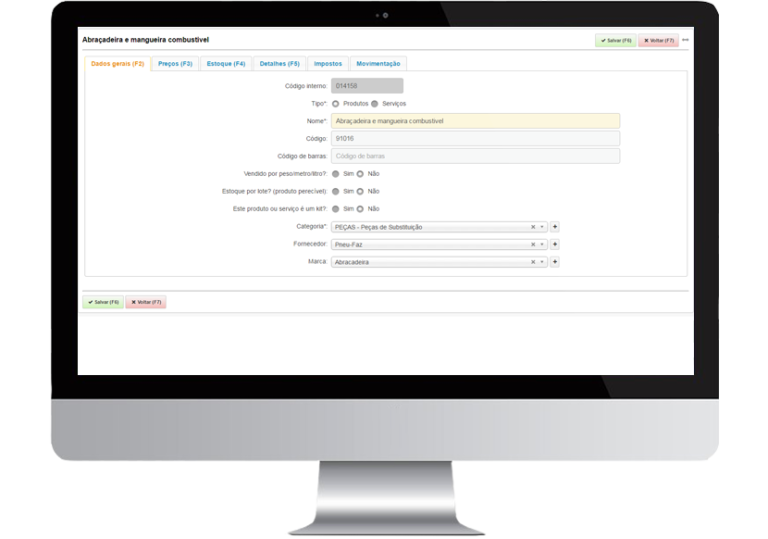 Abraçadeira e mangueira combustivel
Salvar (F6) Voltar (F7)
Dados gerais (F2) Preços (F3) Estoque (F4) Detalhes (F5) Impostos Movimentação
Código interno: 014158
Tipo*: Produtos Serviços
Nome*: Abraçadeira e mangueira combustivel
Código: 91016
Código de barras: Código de barras
Vendido por peso/metro/litro?: Sim Não
Estoque por lote? (produto perecível): Sim Não
Este produto ou serviço é um kit?: Sim Não
Categoria*: PEÇAS - Peças de Substituição
Fornecedor: Pneu-Faz
Marca: Abracadeira
Salvar (F6) Voltar (F7)